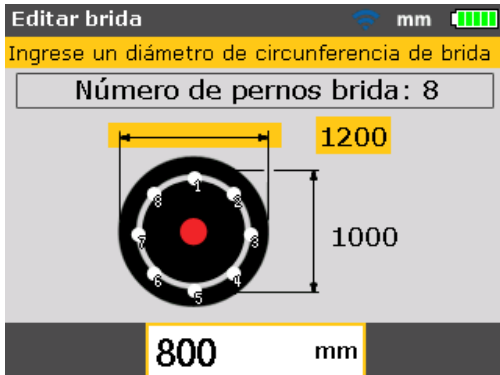 Editar brida mm
Ingrese un diámetro de circunferencia de brida
Número de pernos brida: 8
1200
1
8 2
7 3
1000
6 4
5
800 mm